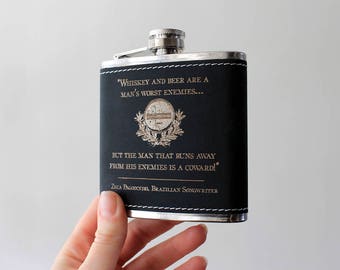 "Whiskey and beer are a
man's worst enemies...
but the man that runs away
from his enemies is a coward!"
Zeca Pagodinho, Brazilian Songwriter